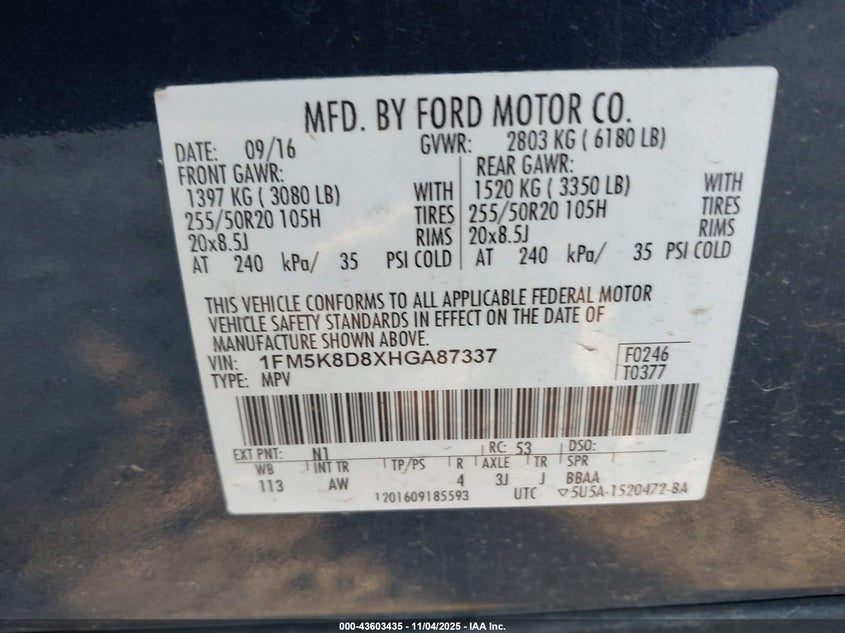 MFD. BY FORD MOTOR CO.
DATE: 09/16 GVWR: 2803 KG ( 6180 LB)
FRONT GAWR: REAR GAWR:
1397 KG ( 3080 LB) WITH 1520 KG ( 3350 LB) WITH
255/50R20 105H TIRES 255/50R20 105H TIRES
20x8.5J RIMS 20x8.5J RIMS
AT 240 kPa/ 35 PSI COLD AT 240 kPa/ 35 PSI COLD
THIS VEHICLE CONFORMS TO ALL APPLICABLE FEDERAL MOTOR
VEHICLE SAFETY STANDARDS IN EFFECT ON THE DATE OF
MANUFACTURE SHOWN ABOVE.
VIN: 1FM5K8D8XHGA87337 F0246
TYPE: MPV T0377
EXT PNT: N1 RC: 53 DSO:
WB INT TR TP/PS R AXLE TR SPR
113 AW 4 3J J BBAA
1201609185593 UTC ▽5U5A-1520472-BA
000-43603435 - 11/04/2025 - IAA Inc.